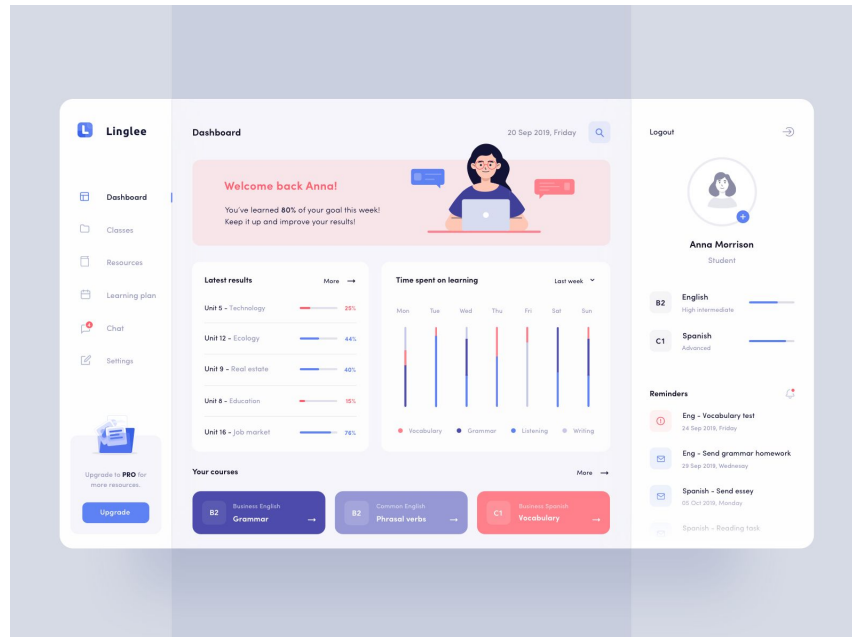 L
Linglee
Dashboard
Classes
Resources
Learning plan
4
Chat
Settings
Upgrade to PRO for
more resources.
Upgrade
Dashboard
20 Sep 2019, Friday
Welcome back Anna!
You've learned 80% of your goal this week!
Keep it up and improve your results!
Latest results
More →
Unit 5 - Technology 25%
Unit 12 - Ecology 44%
Unit 9 - Real estate 40%
Unit 8 - Education 15%
Unit 16 - Job market 76%
Time spent on learning
Last week
Mon Tue Wed Thu Fri Sat Sun
Vocabulary Grammar Listening Writing
Your courses
More →
B2
Business English
Grammar →
B2
Common English
Phrasal verbs →
C1
Business Spanish
Vocabulary →
Logout
Anna Morrison
Student
B2
English
High intermediate
C1
Spanish
Advanced
Reminders
Eng - Vocabulary test
24 Sep 2019, Friday
Eng - Send grammar homework
29 Sep 2019, Wednesay
Spanish - Send essey
05 Oct 2019, Monday
Spanish - Reading task